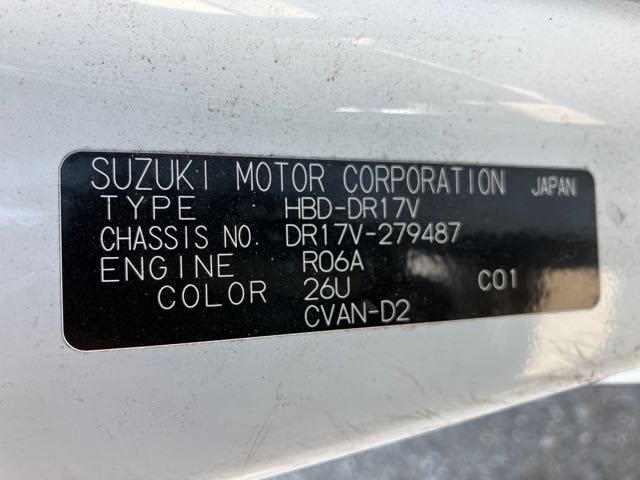 SUZUKI MOTOR CORPORATION JAPAN
TYPE HBD-DR17V
CHASSIS NO. DR17V-279487
ENGINE R06A
COLOR 26U C01
CVAN-D2